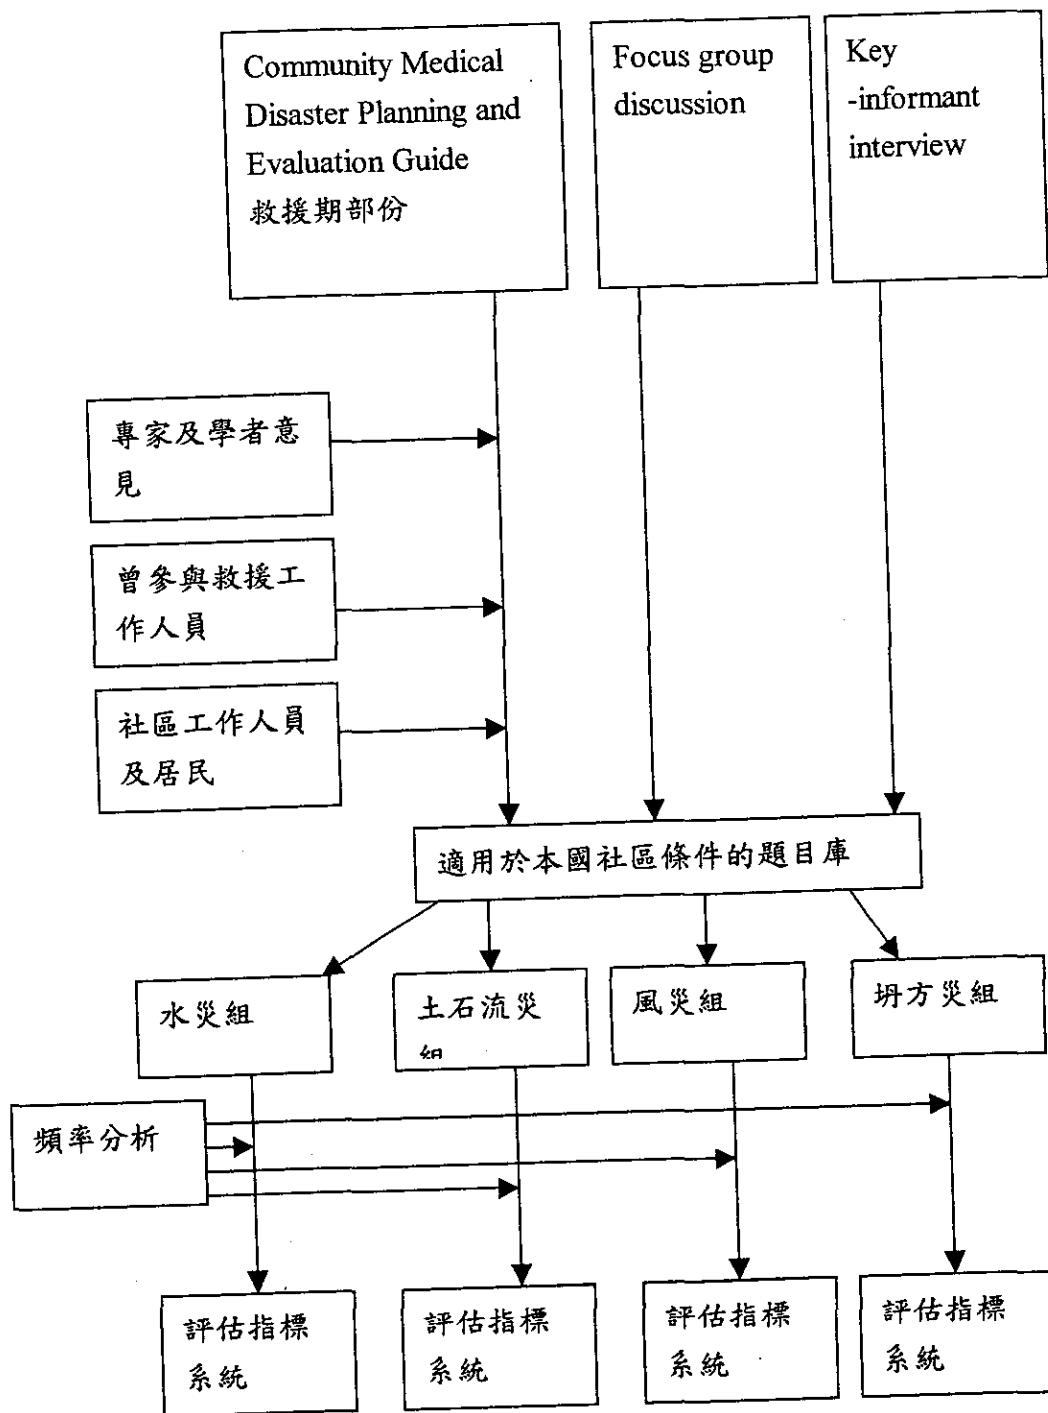 Community Medical
Disaster Planning and
Evaluation Guide
救援期部份
Focus group
discussion
Key
-informant
interview
專家及學者意
見
曾參與救援工
作人員
社區工作人員
及居民
適用於本國社區條件的題目庫
水災組
土石流災
組
風災組
坍方災組
頻率分析
評估指標
系統
評估指標
系統
評估指標
系統
評估指標
系統